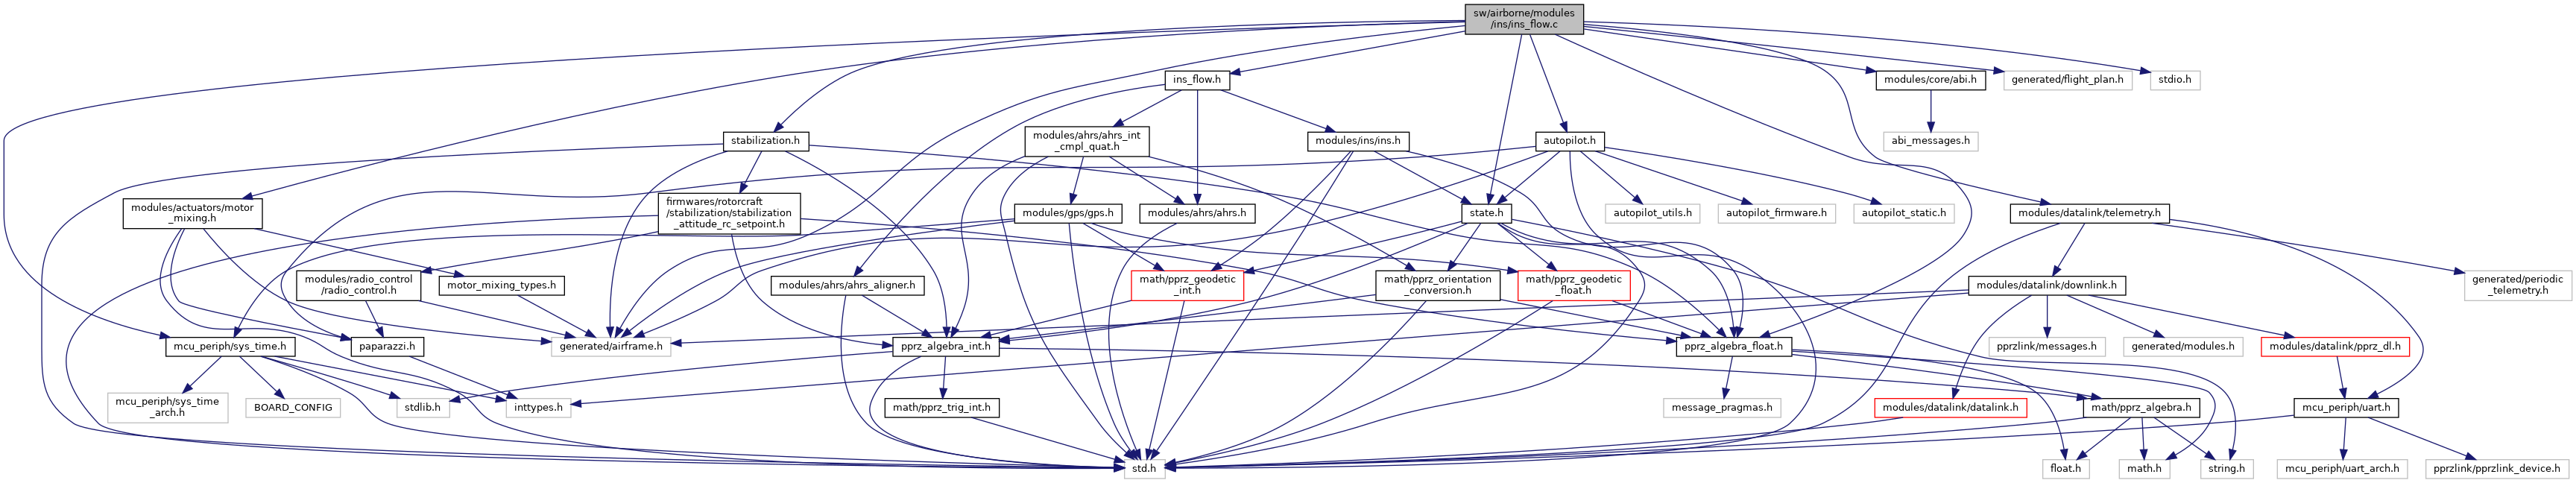 sw/airborne/modules
/ins/ins_flow.c
ins_flow.h
modules/core/abi.h
generated/flight_plan.h
stdio.h
stabilization.h
modules/ahrs/ahrs_int
_cmpl_quat.h
modules/ins/ins.h
autopilot.h
abi_messages.h
modules/actuators/motor
_mixing.h
firmwares/rotorcraft
/stabilization/stabilization
_attitude_rc_setpoint.h
modules/gps/gps.h
modules/ahrs/ahrs.h
state.h
autopilot_utils.h
autopilot_firmware.h
autopilot_static.h
modules/datalink/telemetry.h
modules/radio_control
/radio_control.h
motor_mixing_types.h
modules/ahrs/ahrs_aligner.h
math/pprz_geodetic
_int.h
math/pprz_orientation
_conversion.h
math/pprz_geodetic
_float.h
modules/datalink/downlink.h
generated/periodic
_telemetry.h
mcu_periph/sys_time.h
paparazzi.h
generated/airframe.h
pprz_algebra_int.h
pprz_algebra_float.h
pprzlink/messages.h
generated/modules.h
modules/datalink/pprz_dl.h
mcu_periph/sys_time
_arch.h
BOARD_CONFIG
stdlib.h
inttypes.h
math/pprz_trig_int.h
message_pragmas.h
modules/datalink/datalink.h
math/pprz_algebra.h
mcu_periph/uart.h
std.h
float.h
math.h
string.h
mcu_periph/uart_arch.h
pprzlink/pprzlink_device.h